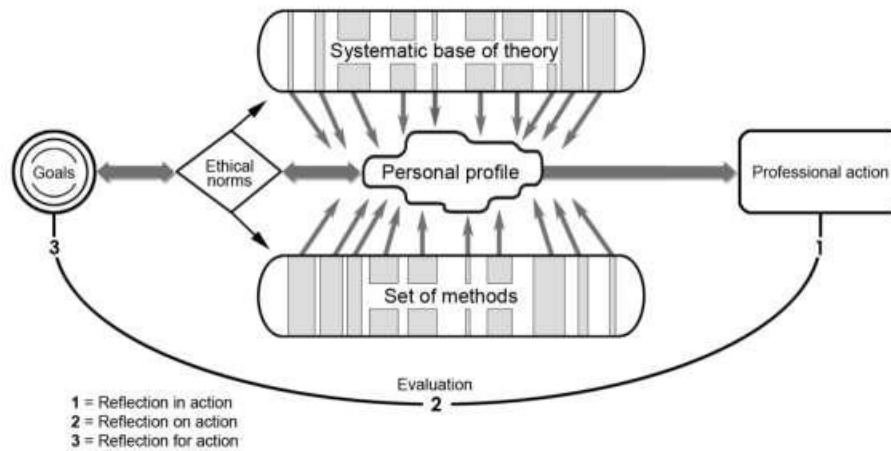 Systematic base of theory
Goals
Ethical
norms
Personal profile
Professional action
3
1
Set of methods
Evaluation
2
1 = Reflection in action
2 = Reflection on action
3 = Reflection for action